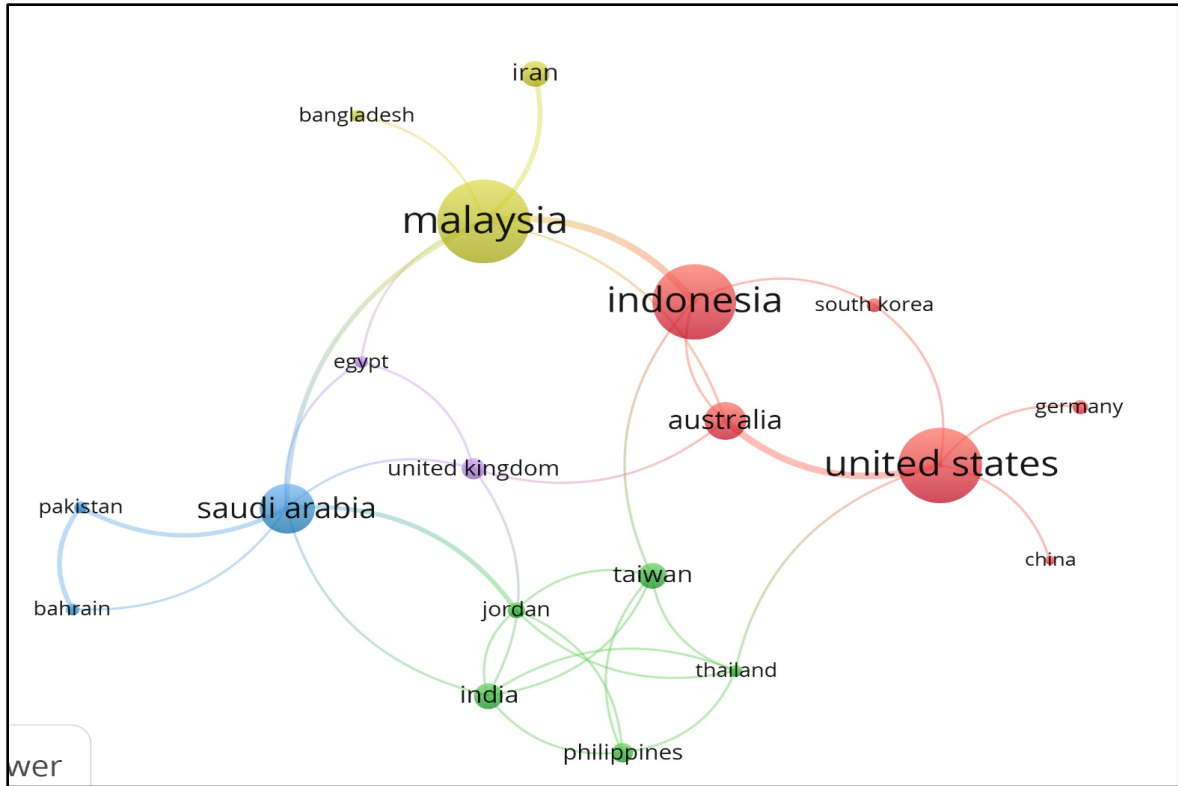 iran
bangladesh
malaysia
indonesia
south korea
egypt
germany
australia
united states
united kingdom
pakistan
saudi arabia
china
taiwan
bahrain
jordan
thailand
india
philippines
wer